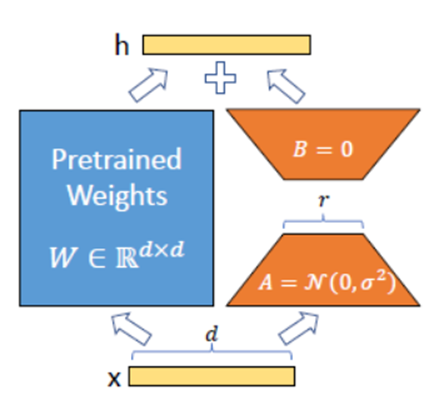 h
Pretrained
Weights
W ∈ ℝ^{d×d}
B = 0
r
A = 𝒩(0, σ²)
d
x